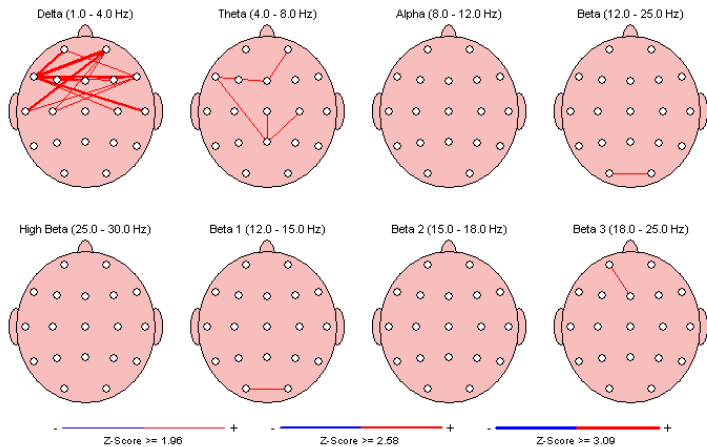 Delta (1.0 - 4.0 Hz) Theta (4.0 - 8.0 Hz) Alpha (8.0 - 12.0 Hz) Beta (12.0 - 25.0 Hz)
High Beta (25.0 - 30.0 Hz) Beta 1 (12.0 - 15.0 Hz) Beta 2 (15.0 - 18.0 Hz) Beta 3 (18.0 - 25.0 Hz)
- + - + - +
Z-Score >= 1.96 Z-Score >= 2.58 Z-Score >= 3.09